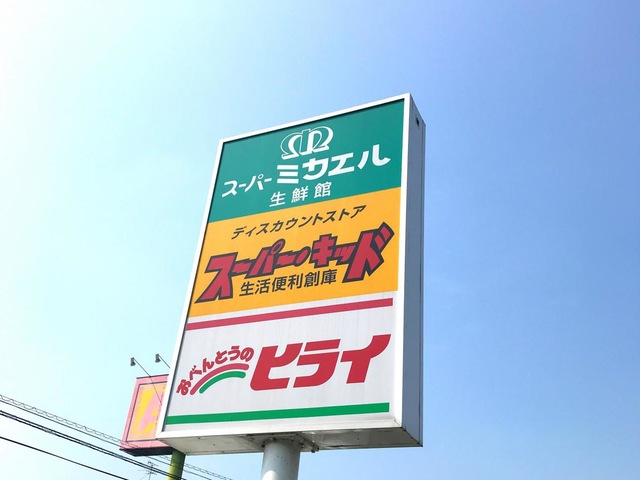 スーパーミカエル
生鮮館
ディスカウントストア
スーパー・キッド
生活便利創庫
おべんとうの
ヒライ